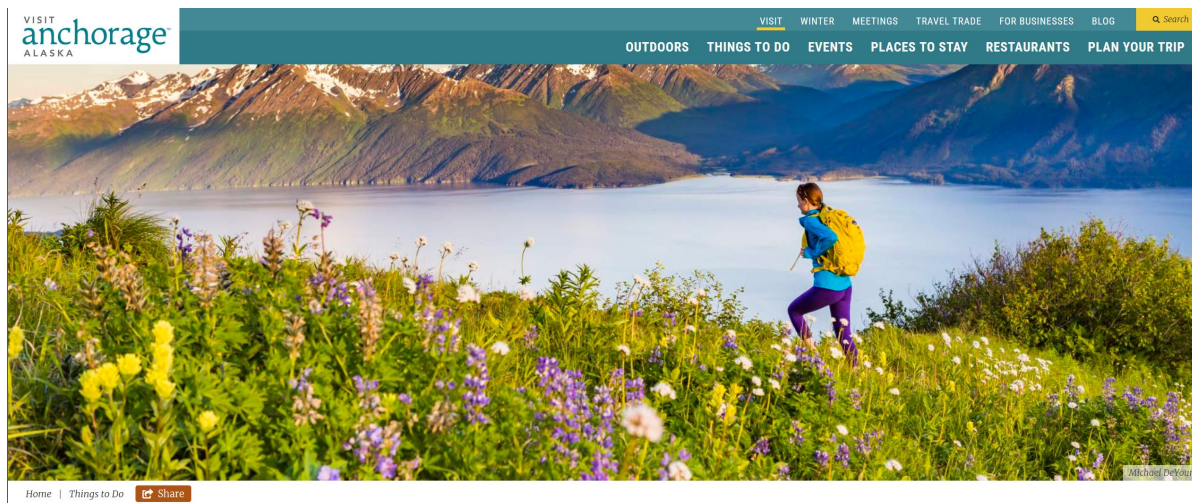 VISIT
anchorage
ALASKA
VISIT WINTER MEETINGS TRAVEL TRADE FOR BUSINESSES BLOG Search
OUTDOORS THINGS TO DO EVENTS PLACES TO STAY RESTAURANTS PLAN YOUR TRIP
Michael DeYoun
Home | Things to Do Share